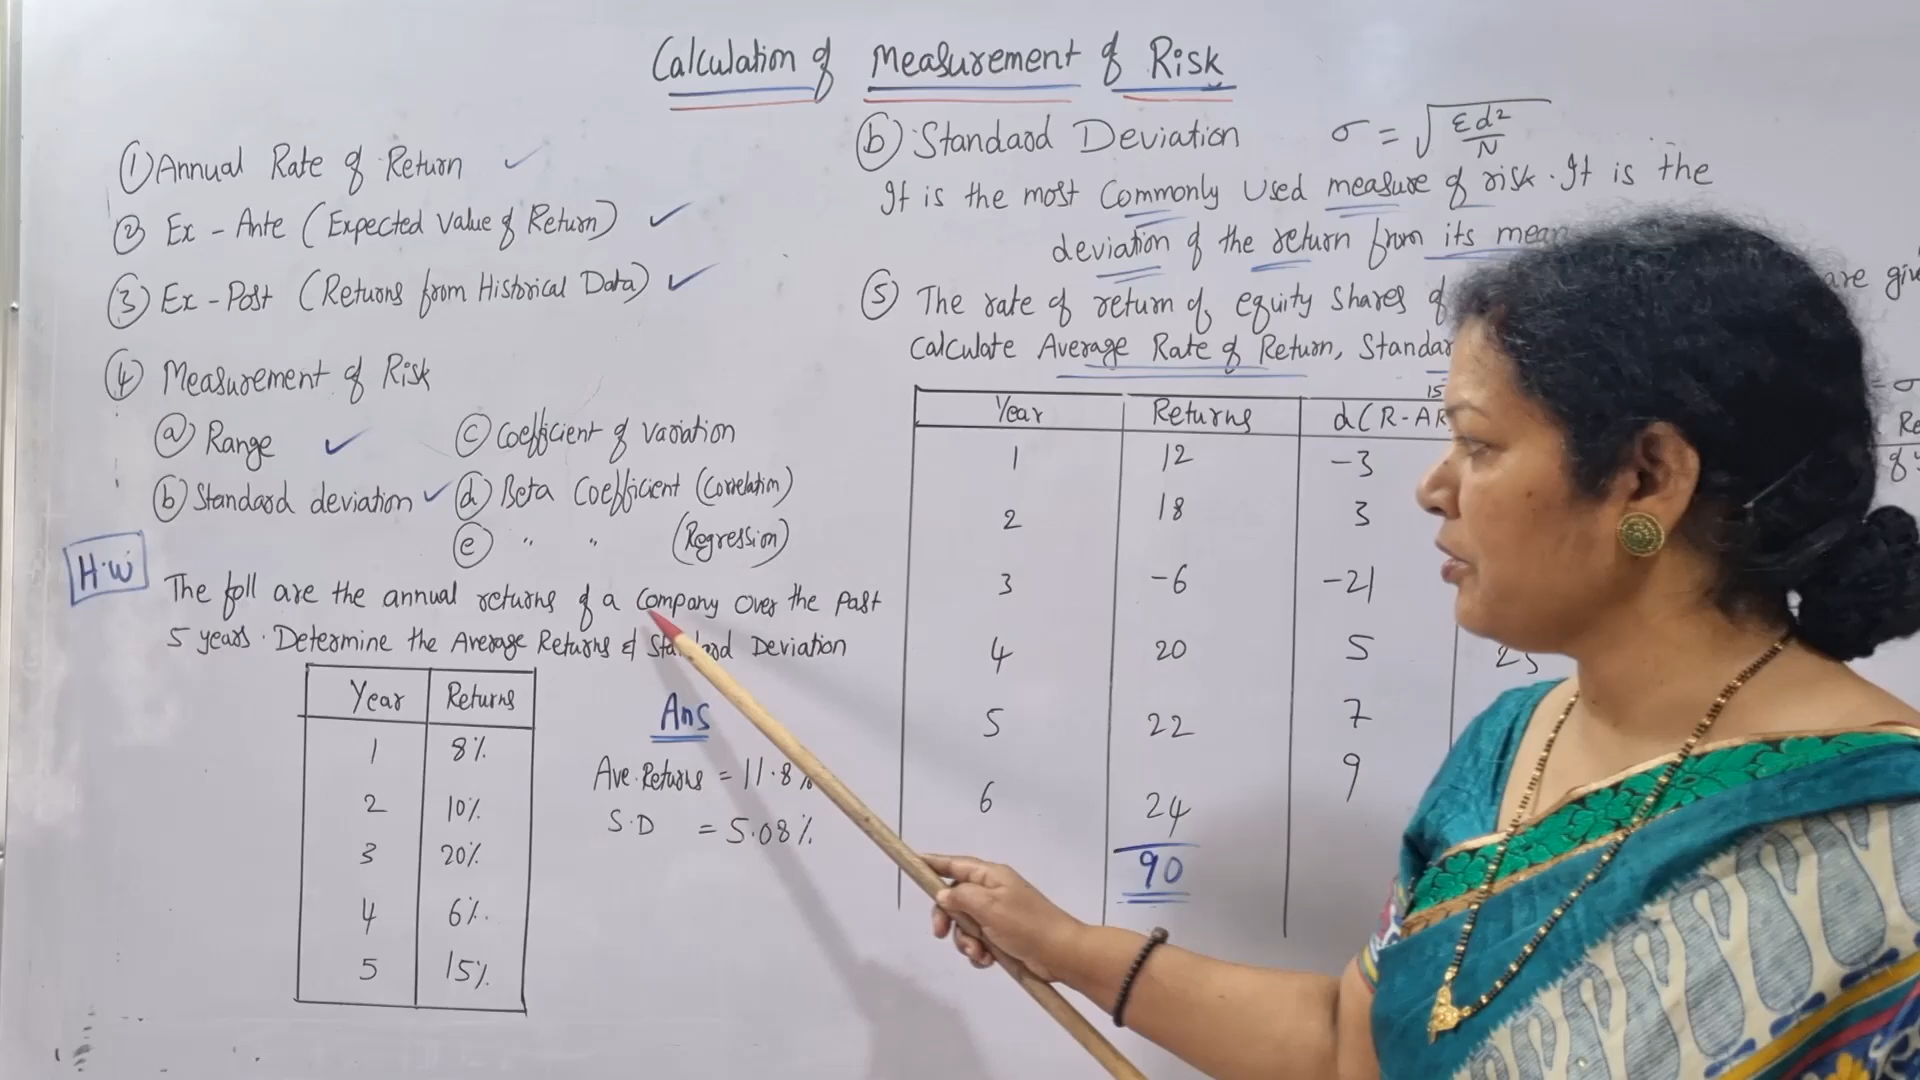 Calculation of Measurement of Risk
① Annual Rate of Return ✓
② Ex - Ante (Expected Value of Return) ✓
③ Ex - Post (Returns from Historical Data) ✓
④ Measurement of Risk
ⓐ Range ✓ ⓒ Coefficient of variation
ⓑ Standard deviation ✓ ⓓ Beta Coefficient (Correlation)
ⓔ " " (Regression)
H.W
The foll are the annual returns of a Company over the past
5 years. Determine the Average Returns & Standard Deviation
Year Returns
1 8%
2 10%
3 20%
4 6%
5 15%
Ans
Ave. Returns = 11.8%
S.D = 5.08%
ⓑ Standard Deviation σ = √Σd²/N
It is the most Commonly Used measure of risk. It is the
deviation of the return from its mean
⑤ The rate of return of equity Shares of are
Calculate Average Rate of Return,
15
Year Returns d(R-AR
1 12 -3
2 18 3
3 -6 -21
4 20 5 25
5 22 7
6 24 9
90
= σ